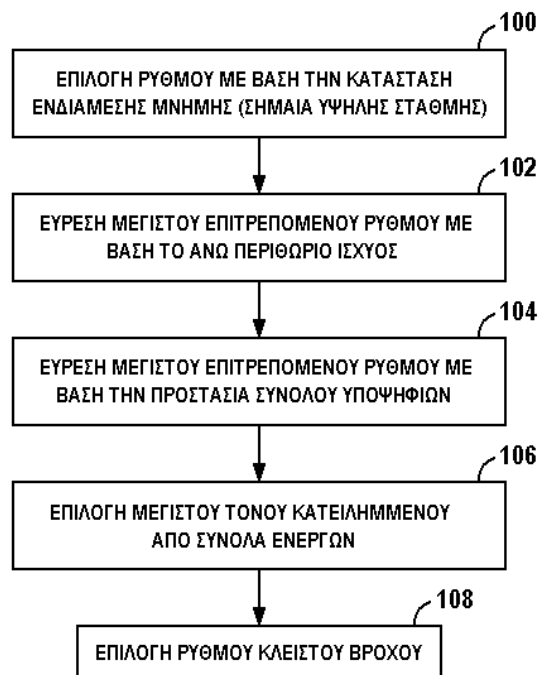 100
ΕΠΙΛΟΓΗ ΡΥΘΜΟΥ ΜΕ ΒΑΣΗ ΤΗΝ ΚΑΤΑΣΤΑΣΗ
ΕΝΔΙΑΜΕΣΗΣ ΜΝΗΜΗΣ (ΣΗΜΑΙΑ ΥΨΗΛΗΣ ΣΤΑΘΜΗΣ)
102
ΕΥΡΕΣΗ ΜΕΓΙΣΤΟΥ ΕΠΙΤΡΕΠΟΜΕΝΟΥ ΡΥΘΜΟΥ ΜΕ
ΒΑΣΗ ΤΟ ΑΝΩ ΠΕΡΙΘΩΡΙΟ ΙΣΧΥΟΣ
104
ΕΥΡΕΣΗ ΜΕΓΙΣΤΟΥ ΕΠΙΤΡΕΠΟΜΕΝΟΥ ΡΥΘΜΟΥ ΜΕ
ΒΑΣΗ ΤΗΝ ΠΡΟΣΤΑΣΙΑ ΣΥΝΟΛΟΥ ΥΠΟΨΗΦΙΩΝ
106
ΕΠΙΛΟΓΗ ΜΕΓΙΣΤΟΥ ΤΟΝΟΥ ΚΑΤΕΙΛΗΜΜΕΝΟΥ
ΑΠΟ ΣΥΝΟΛΑ ΕΝΕΡΓΩΝ
108
ΕΠΙΛΟΓΗ ΡΥΘΜΟΥ ΚΛΕΙΣΤΟΥ ΒΡΟΧΟΥ